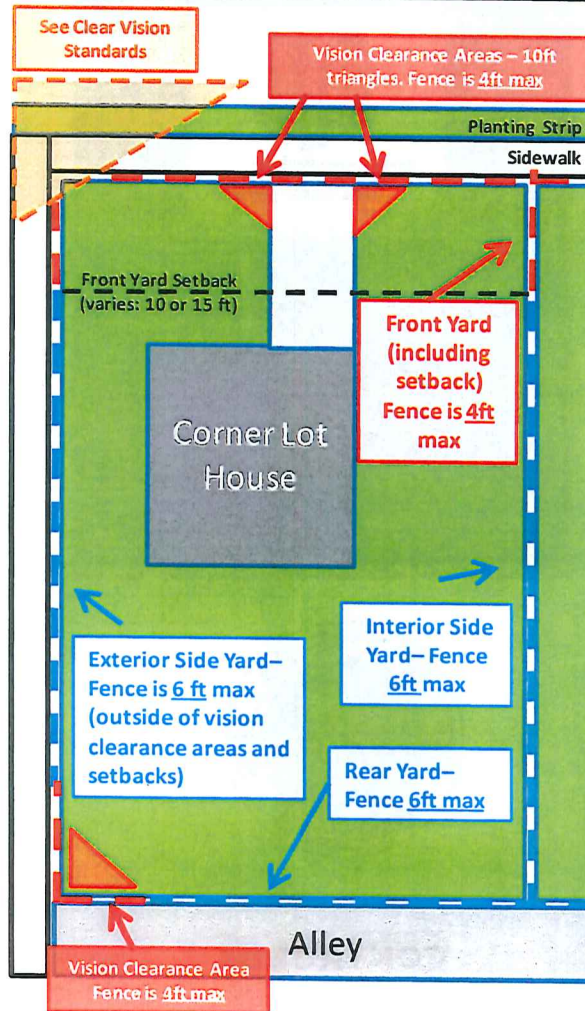 See Clear Vision
Standards
Vision Clearance Areas – 10ft
triangles. Fence is 4ft max
Planting Strip
Sidewalk
Front Yard Setback
(varies: 10 or 15 ft)
Front Yard
(including
setback)
Fence is 4ft
max
Corner Lot
House
Exterior Side Yard–
Fence is 6 ft max
(outside of vision
clearance areas and
setbacks)
Interior Side
Yard– Fence
6ft max
Rear Yard–
Fence 6ft max
Alley
Vision Clearance Area
Fence is 4ft max